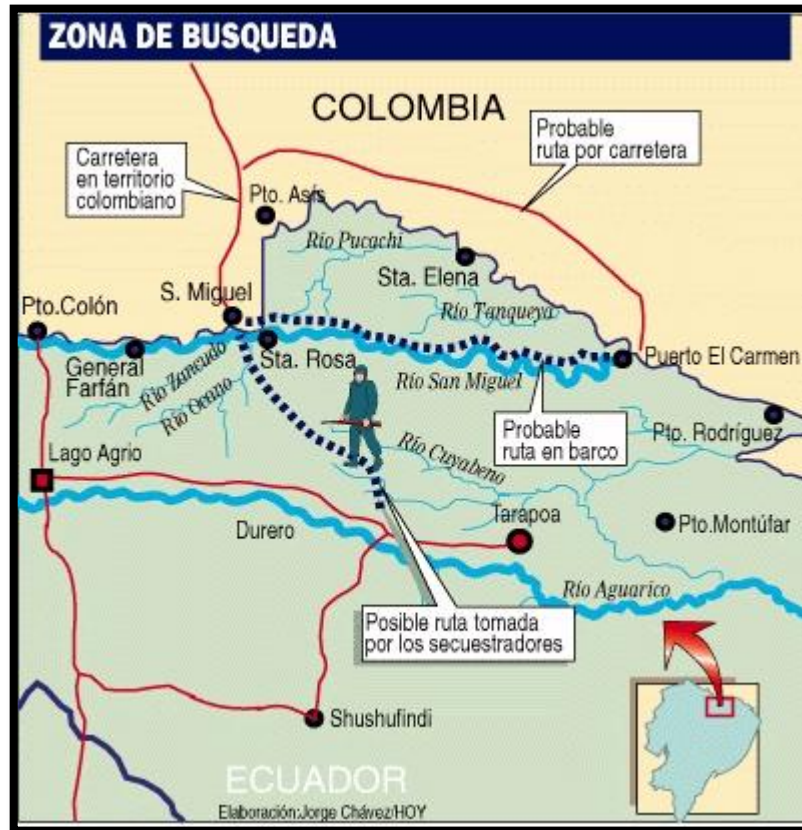 ZONA DE BUSQUEDA
COLOMBIA
Probable
ruta por carretera
Carretera
en territorio
colombiano
Pto. Asís
Río Pucachi
Sta. Elena
S. Miguel
Río Tanqueya
Pto.Colón
Sta. Rosa
Puerto El Carmen
General
Farfán
Río Zancudo
Río Ocano
Río San Miguel
Probable
ruta en barco
Pto. Rodríguez
Río Cuyabeno
Lago Agrio
Tarapoa
Pto.Montúfar
Durero
Río Aguarico
Posible ruta tomada
por los secuestradores
Shushufindi
ECUADOR
Elaboración:Jorge Chávez/HOY